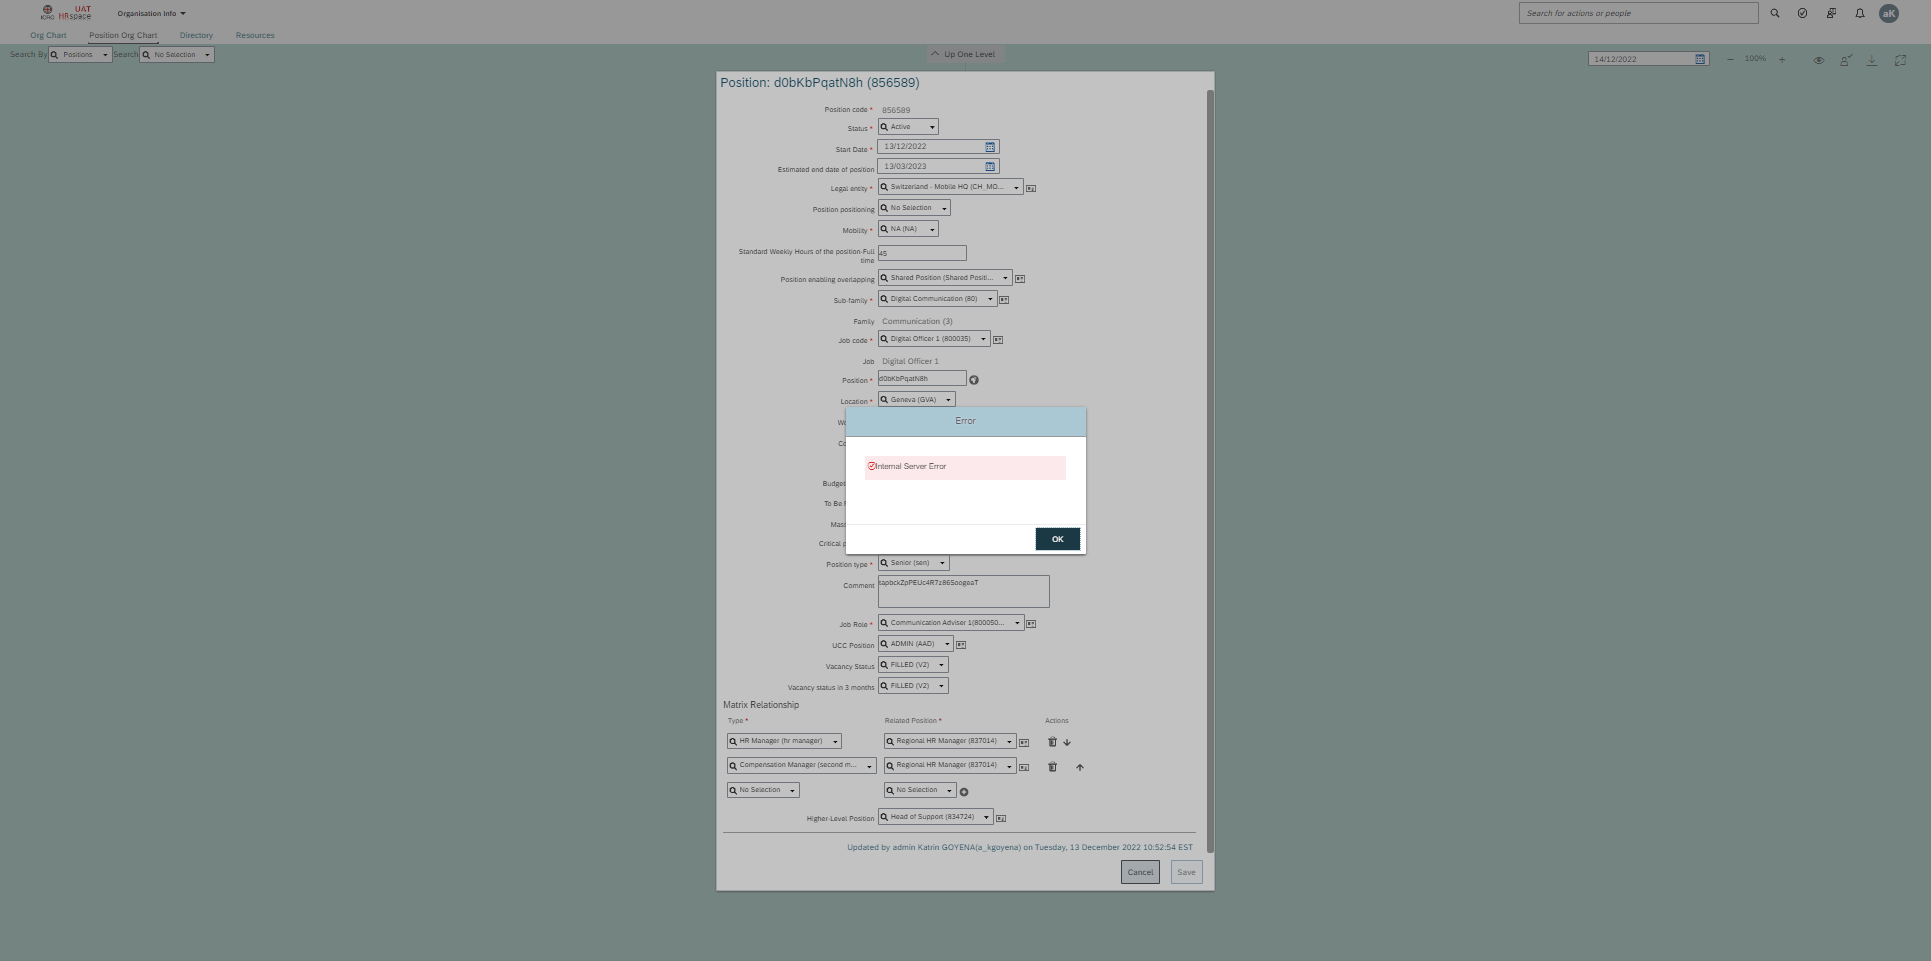 ICRC UAT HRspace
Organisation Info
Search for actions or people
aK
Org Chart Position Org Chart Directory Resources
Search By Positions Search No Selection
Up One Level
14/12/2022 100%
Position: d0bKbPqatN8h (856589)
Position code * 856589
Status * Active
Start Date * 13/12/2022
Estimated end date of position 13/03/2023
Legal entity * Switzerland - Mobile HQ (CH_MO...
Position positioning No Selection
Mobility * NA (NA)
Standard Weekly Hours of the position-Full
time 45
Position enabling overlapping Shared Position (Shared Positi...
Sub-family * Digital Communication (80)
Family Communication (3)
Job code * Digital Officer 1 (800035)
Job Digital Officer 1
Position * d0bKbPqatN8h
Location * Geneva (GVA)
Error
Internal Server Error
OK
Budget
To Be
Mass
Critical p
Position type * Senior (sen)
Comment
Job Role * Communication Adviser 1(800050...
UCC Position ADMIN (AAD)
Vacancy Status FILLED (V2)
Vacancy status in 3 months FILLED (V2)
Matrix Relationship
Type * Related Position * Actions
HR Manager (hr manager) Regional HR Manager (837014)
Compensation Manager (second m... Regional HR Manager (837014)
No Selection No Selection
Higher-Level Position Head of Support (834724)
Updated by admin Katrin GOYENA(a_kgoyena) on Tuesday, 13 December 2022 10:52:54 EST
Cancel Save